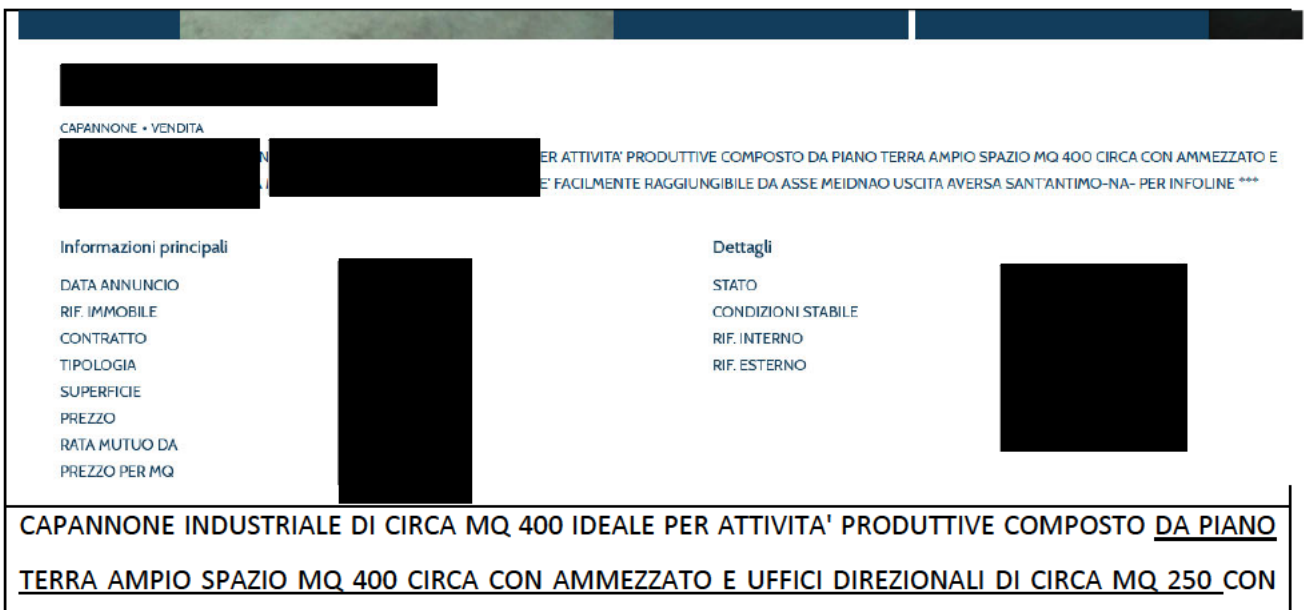 CAPANNONE • VENDITA
N ER ATTIVITA' PRODUTTIVE COMPOSTO DA PIANO TERRA AMPIO SPAZIO MQ 400 CIRCA CON AMMEZZATO E
E' FACILMENTE RAGGIUNGIBILE DA ASSE MEIDNAO USCITA AVERSA SANT'ANTIMO-NA- PER INFOLINE ***
Informazioni principali
DATA ANNUNCIO
RIF. IMMOBILE
CONTRATTO
TIPOLOGIA
SUPERFICIE
PREZZO
RATA MUTUO DA
PREZZO PER MQ
Dettagli
STATO
CONDIZIONI STABILE
RIF. INTERNO
RIF. ESTERNO
CAPANNONE INDUSTRIALE DI CIRCA MQ 400 IDEALE PER ATTIVITA' PRODUTTIVE COMPOSTO DA PIANO
TERRA AMPIO SPAZIO MQ 400 CIRCA CON AMMEZZATO E UFFICI DIREZIONALI DI CIRCA MQ 250 CON